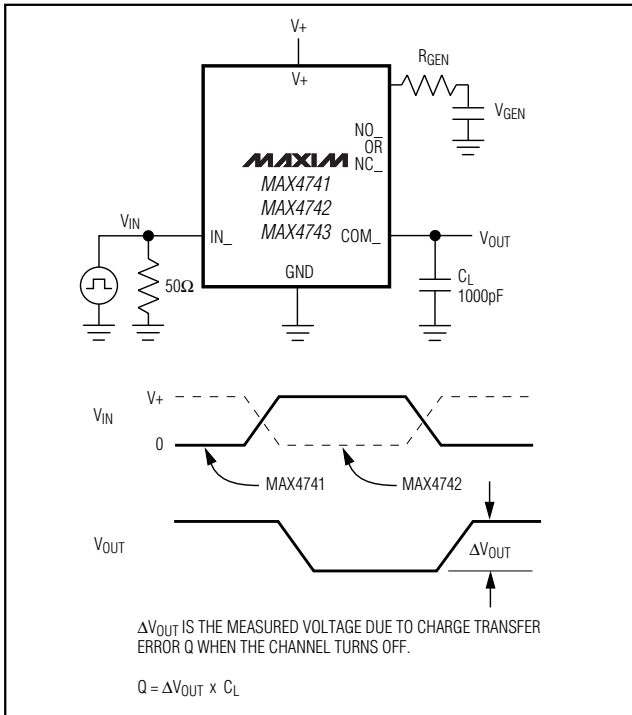 V+
V+
RGEN
VGEN
NO_
OR
NC_
MAXIM
MAX4741
MAX4742
MAX4743
VIN
IN_
COM_
VOUT
50Ω
GND
CL
1000pF
V+
VIN
0
MAX4741
MAX4742
VOUT
ΔVOUT
ΔVOUT IS THE MEASURED VOLTAGE DUE TO CHARGE TRANSFER
ERROR Q WHEN THE CHANNEL TURNS OFF.
Q = ΔVOUT x CL